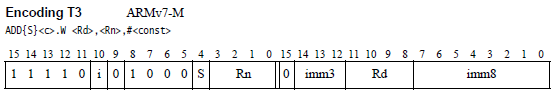 Encoding T3 ARMv7-M
ADD{S}<c>.W <Rd>,<Rn>,#<const>
15 14 13 12 11 10 9 8 7 6 5 4 3 2 1 0 15 14 13 12 11 10 9 8 7 6 5 4 3 2 1 0
1 1 1 1 0 i 0 1 0 0 0 S Rn 0 imm3 Rd imm8